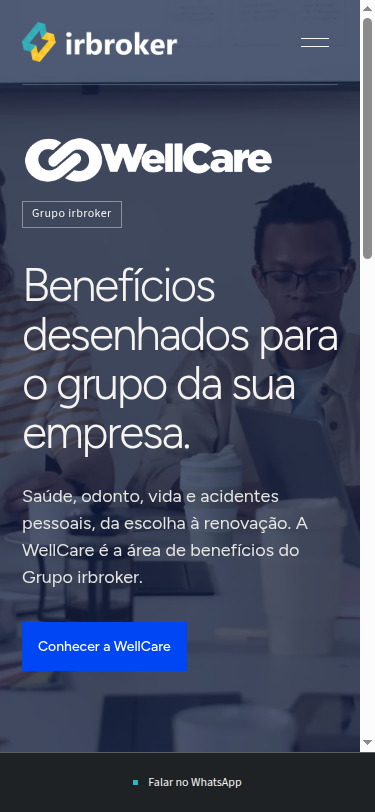 irbroker
WellCare
Grupo irbroker
Benefícios
desenhados para
o grupo da sua
empresa.
Saúde, odonto, vida e acidentes
pessoais, da escolha à renovação. A
WellCare é a área de benefícios do
Grupo irbroker.
Conhecer a WellCare
Falar no WhatsApp